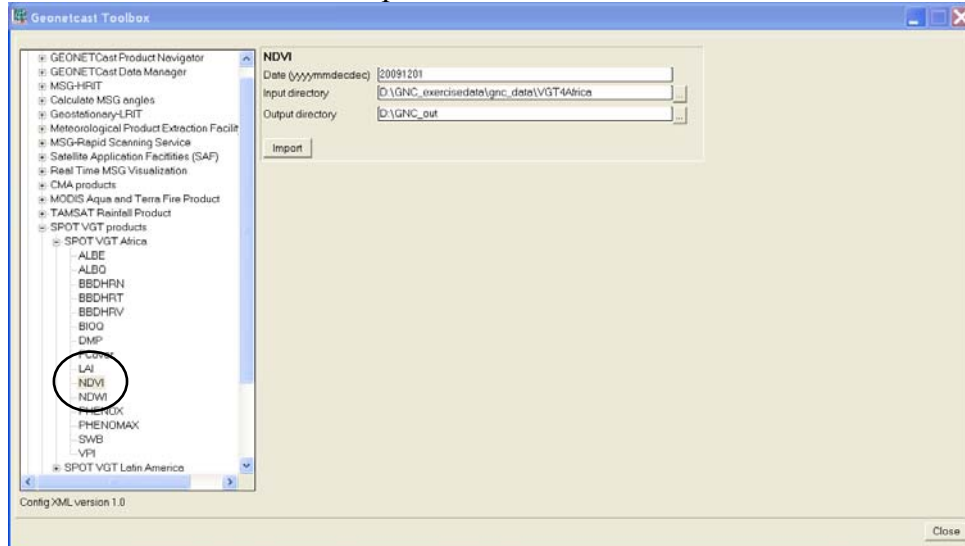 Geonetcast Toolbox
GEONETCast Product Navigator
GEONETCast Data Manager
MSG-HRIT
Calculate MSG angles
Geostationary-LRIT
Meteorological Product Extraction Facilit
MSG-Rapid Scanning Service
Satellite Application Facilities (SAF)
Real Time MSG Visualization
CMA products
MODIS Aqua and Terra Fire Product
TAMSAT Rainfall Product
SPOT VGT products
SPOT VGT Africa
ALBE
ALBQ
BBDHRN
BBDHRT
BBDHRV
BIOQ
DMP
FCover
LAI
NDVI
NDWI
PHENOX
PHENOMAX
SWB
VPI
SPOT VGT Latin America
Config XML version 1.0
NDVI
Date (yyyymmdecdec) 20091201
Input directory D:\GNC_exercisedata\gnc_data\VGT4Africa ...
Output directory D:\GNC_out ...
Import
Close